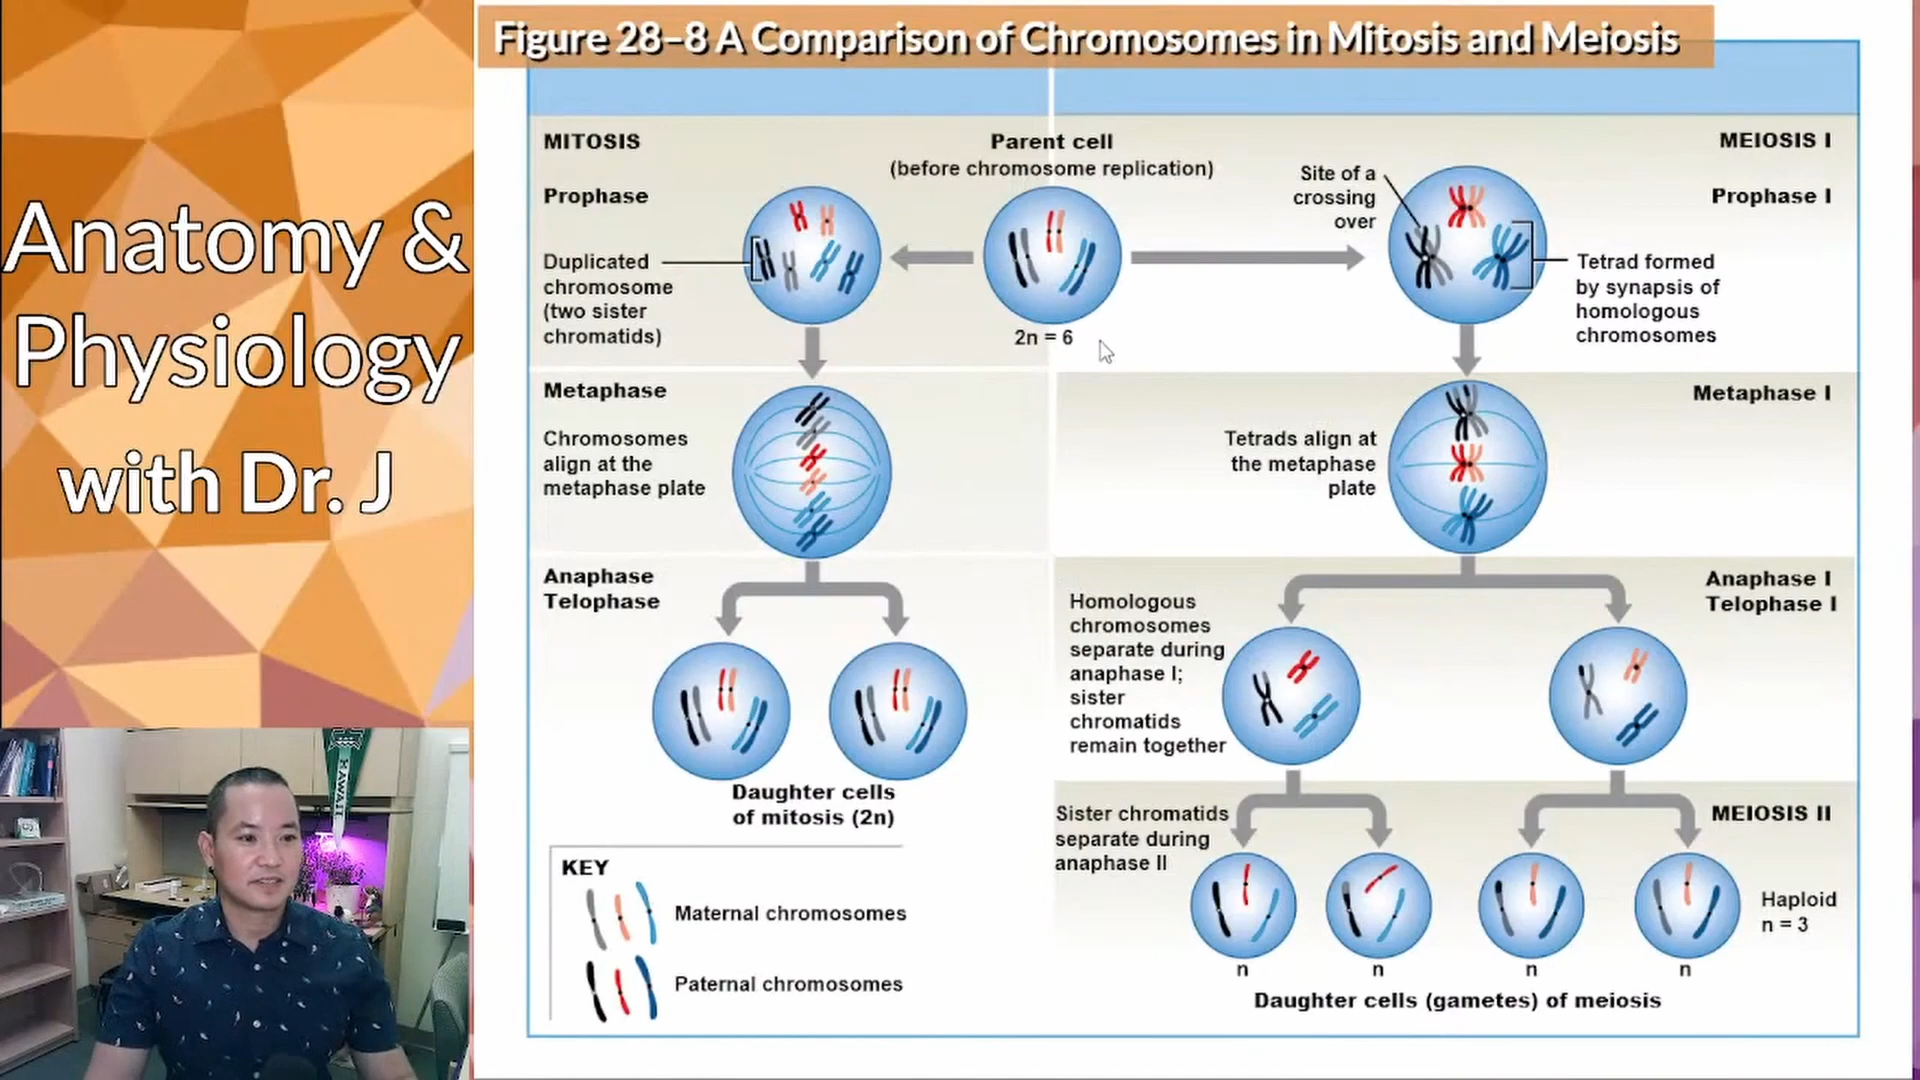 Figure 28–8 A Comparison of Chromosomes in Mitosis and Meiosis
Anatomy &
Physiology
with Dr. J
HAWAII
MITOSIS
Prophase
Duplicated
chromosome
(two sister
chromatids)
Parent cell
(before chromosome replication)
2n = 6
MEIOSIS I
Prophase I
Site of a
crossing
over
Tetrad formed
by synapsis of
homologous
chromosomes
Metaphase
Chromosomes
align at the
metaphase plate
Metaphase I
Tetrads align at
the metaphase
plate
Anaphase
Telophase
Daughter cells
of mitosis (2n)
Anaphase I
Telophase I
Homologous
chromosomes
separate during
anaphase I;
sister
chromatids
remain together
MEIOSIS II
Sister chromatids
separate during
anaphase II
Haploid
n = 3
n
n
n
n
Daughter cells (gametes) of meiosis
KEY
Maternal chromosomes
Paternal chromosomes